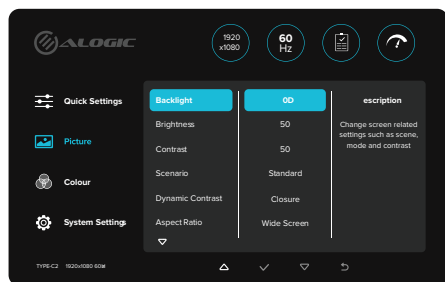 ALOGIC
1920
x1080
60
Hz
Quick Settings
Picture
Colour
System Settings
Backlight 0D escription
Brightness 50 Change screen related
settings such as scene,
mode and contrast
Contrast 50
Scenario Standard
Dynamic Contrast Closure
Aspect Ratio Wide Screen
TYPE-C2 1920x1080 60